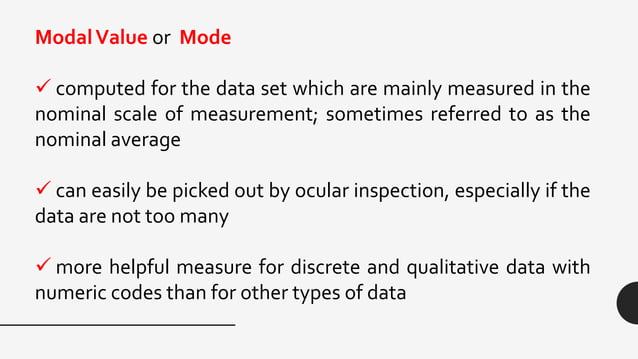 Modal Value or Mode
✓ computed for the data set which are mainly measured in the
nominal scale of measurement; sometimes referred to as the
nominal average
✓ can easily be picked out by ocular inspection, especially if the
data are not too many
✓ more helpful measure for discrete and qualitative data with
numeric codes than for other types of data